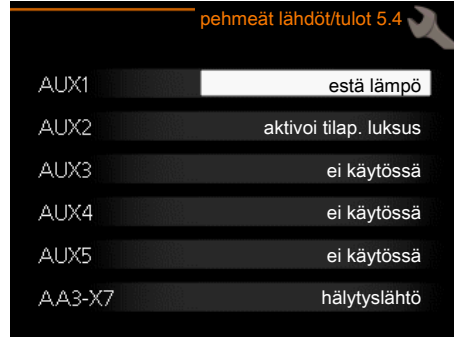 pehmeät lähdöt/tulot 5.4
AUX1 estä lämpö
AUX2 aktivoi tilap. luksus
AUX3 ei käytössä
AUX4 ei käytössä
AUX5 ei käytössä
AA3-X7 hälytyslähtö